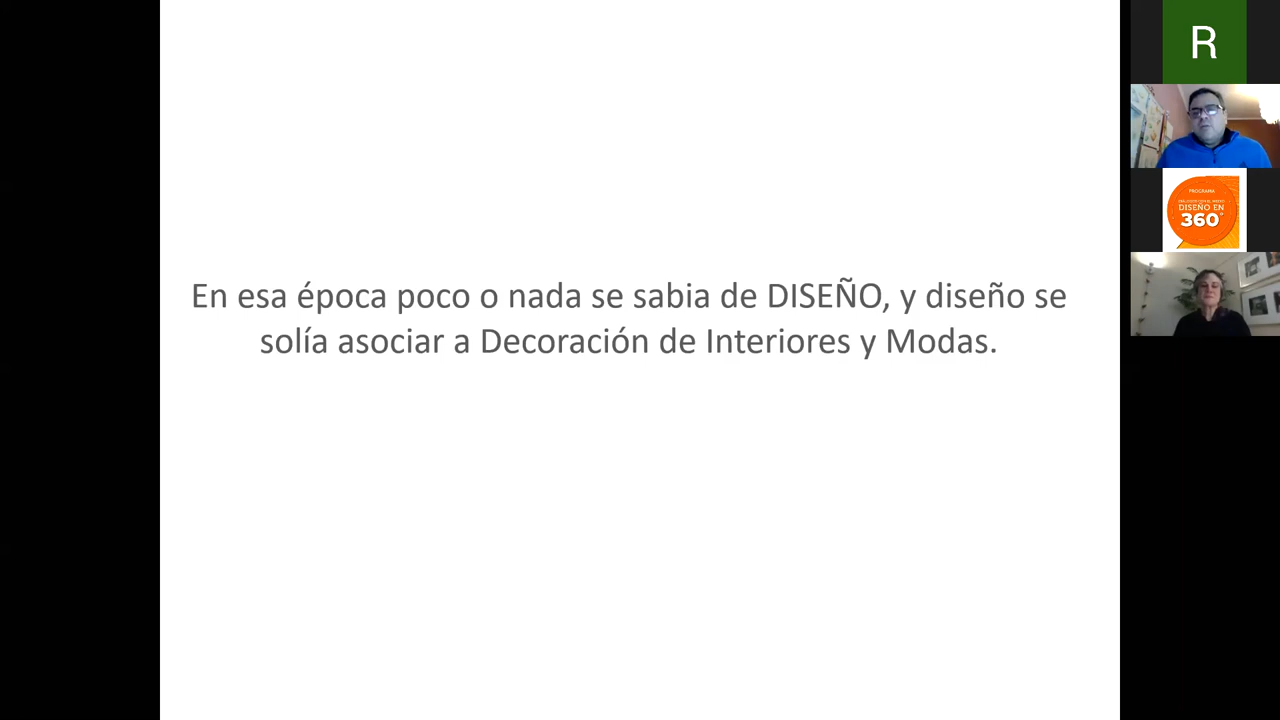 En esa época poco o nada se sabia de DISEÑO, y diseño se
solía asociar a Decoración de Interiores y Modas.
R
PROGRAMA
DISEÑO EN
360°